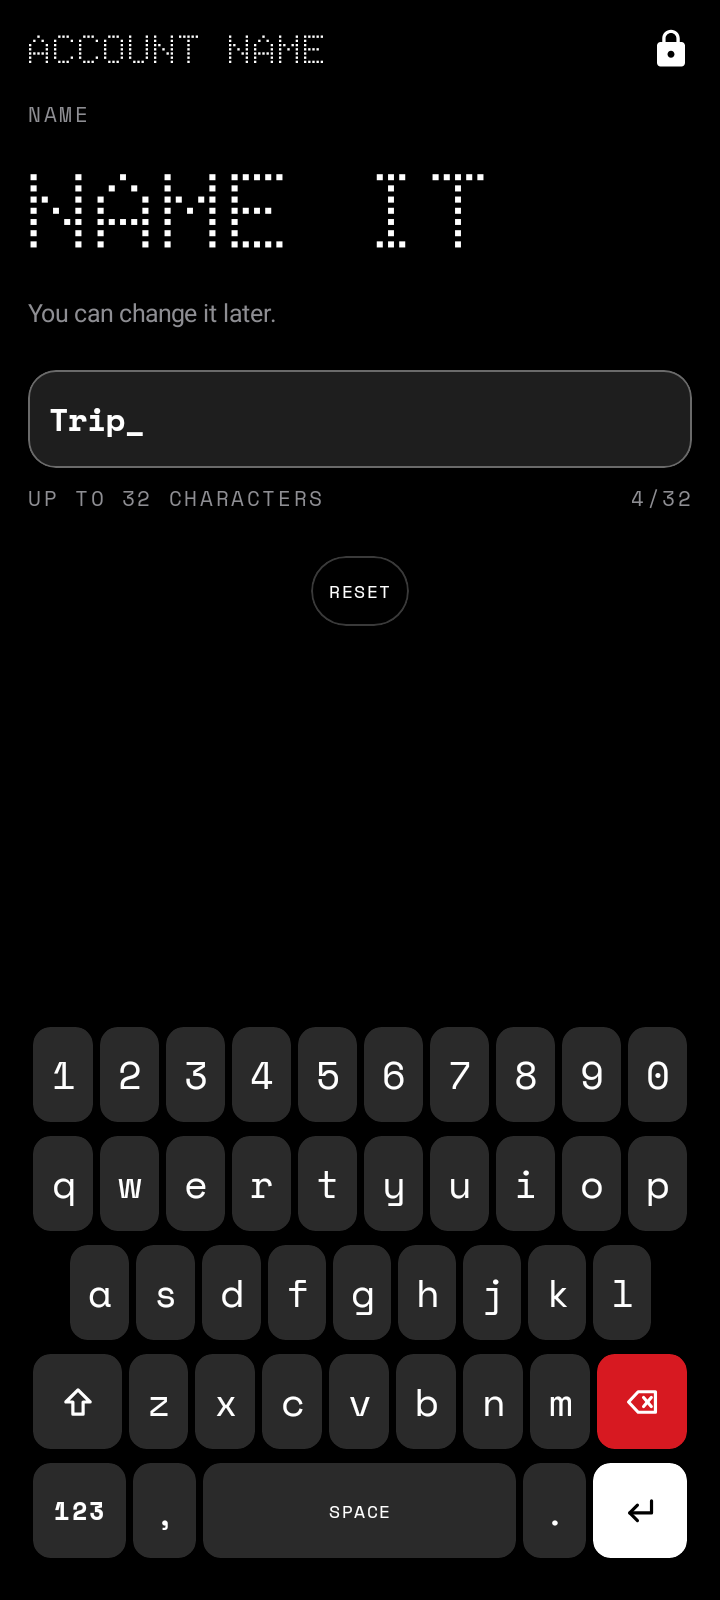 ACCOUNT NAME
NAME
NAME IT
You can change it later.
Trip_
UP TO 32 CHARACTERS 4/32
RESET
1 2 3 4 5 6 7 8 9 0
q w e r t y u i o p
a s d f g h j k l
z x c v b n m
123 , SPACE .